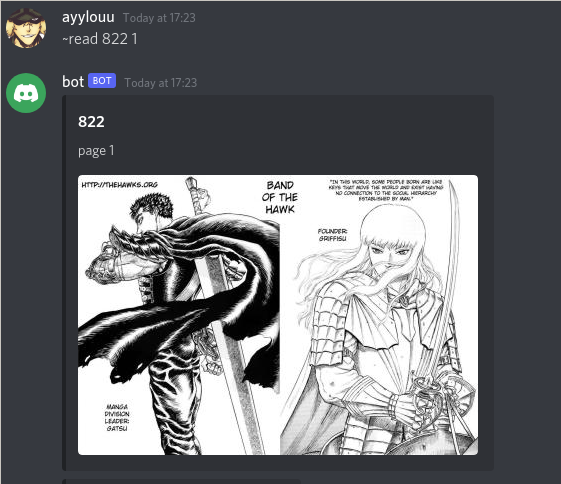 ayylouu Today at 17:23
~read 822 1
bot BOT Today at 17:23
822
page 1
HTTP://THEHAWKS.ORG
BAND
OF THE
HAWK
"IN THIS WORLD, SOME PEOPLE BORN ARE LIKE
KEYS THAT MOVE THE WORLD AND EXIST HAVING
NO CONNECTION TO THE SOCIAL HIERARCHY
ESTABLISHED BY MAN."
FOUNDER:
GRIFFISU
MANGA
DIVISION
LEADER:
GATSU